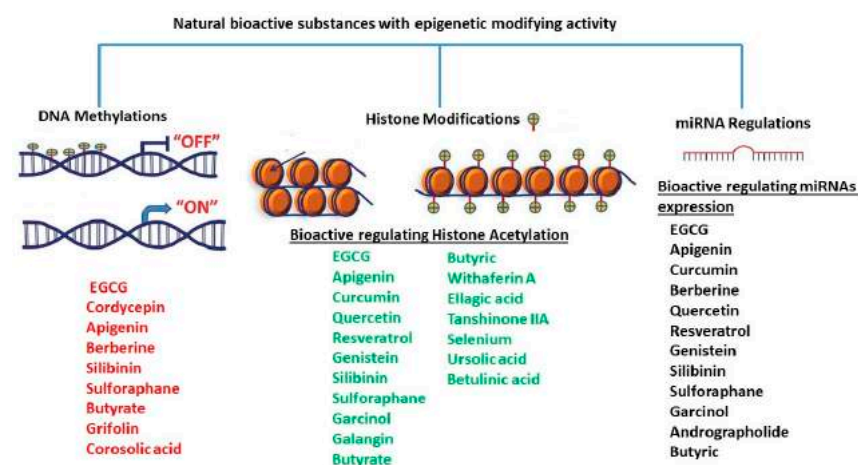 Natural bioactive substances with epigenetic modifying activity
DNA Methylations
"OFF"
"ON"
EGCG
Cordycepin
Apigenin
Berberine
Silibinin
Sulforaphane
Butyrate
Grifolin
Corosolic acid
Histone Modifications
Bioactive regulating Histone Acetylation
EGCG
Apigenin
Curcumin
Quercetin
Resveratrol
Genistein
Silibinin
Sulforaphane
Garcinol
Galangin
Butyrate
Butyric
Withaferin A
Ellagic acid
Tanshinone IIA
Selenium
Ursolic acid
Betulinic acid
miRNA Regulations
Bioactive regulating miRNAs
expression
EGCG
Apigenin
Curcumin
Berberine
Quercetin
Resveratrol
Genistein
Silibinin
Sulforaphane
Garcinol
Andrographolide
Butyric